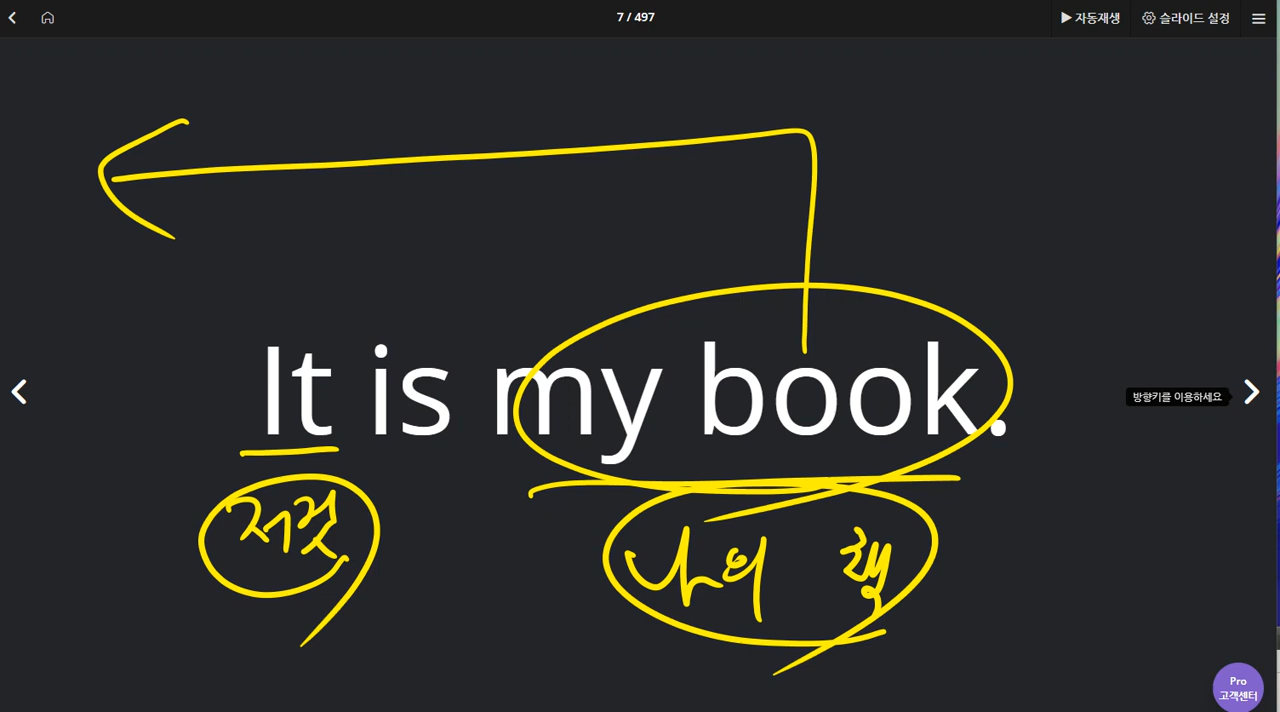 7 / 497
▶ 자동재생
슬라이드 설정
It is my book.
방향키를 이용하세요
저것
나의 책
Pro
고객센터